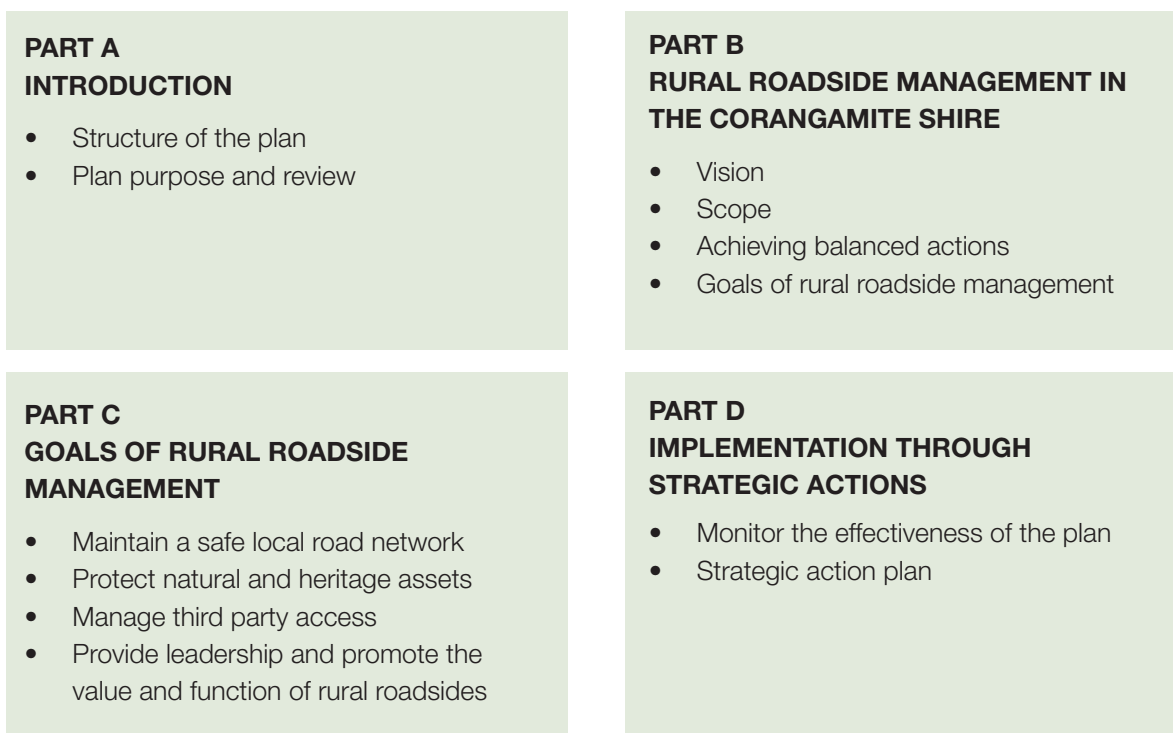 PART A
INTRODUCTION
• Structure of the plan
• Plan purpose and review
PART B
RURAL ROADSIDE MANAGEMENT IN
THE CORANGAMITE SHIRE
• Vision
• Scope
• Achieving balanced actions
• Goals of rural roadside management
PART C
GOALS OF RURAL ROADSIDE
MANAGEMENT
• Maintain a safe local road network
• Protect natural and heritage assets
• Manage third party access
• Provide leadership and promote the
value and function of rural roadsides
PART D
IMPLEMENTATION THROUGH
STRATEGIC ACTIONS
• Monitor the effectiveness of the plan
• Strategic action plan